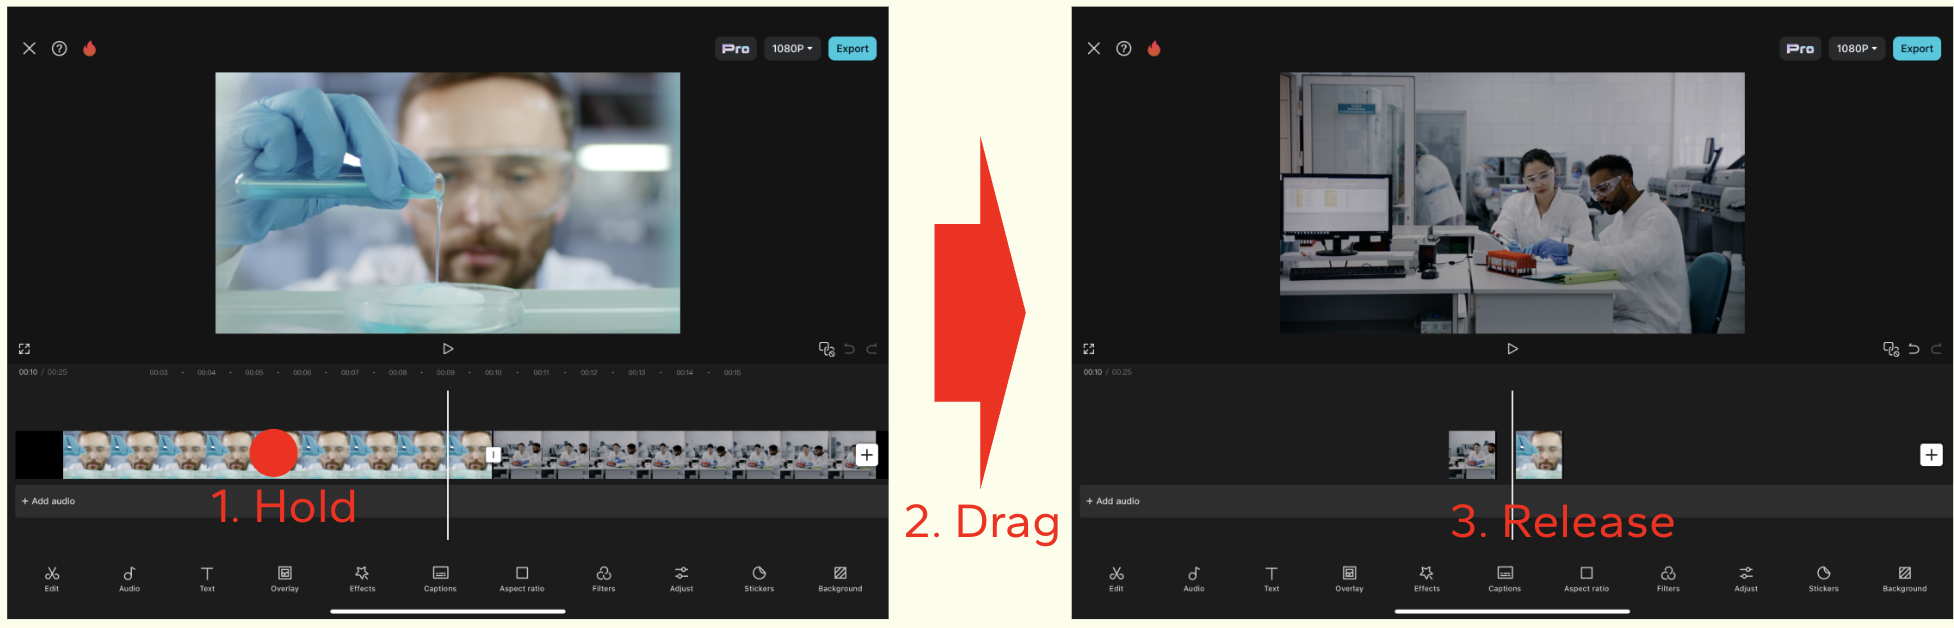 Pro 1080P Export
00:10 / 00:25
00:03 00:04 00:05 00:06 00:07 00:08 00:09 00:10 00:11 00:12 00:13 00:14 00:15
+ Add audio
1. Hold
Edit Audio Text Overlay Effects Captions Aspect ratio Filters Adjust Stickers Background
2. Drag
Pro 1080P Export
00:10 / 00:25
+ Add audio
3. Release
Edit Audio Text Overlay Effects Captions Aspect ratio Filters Adjust Stickers Background